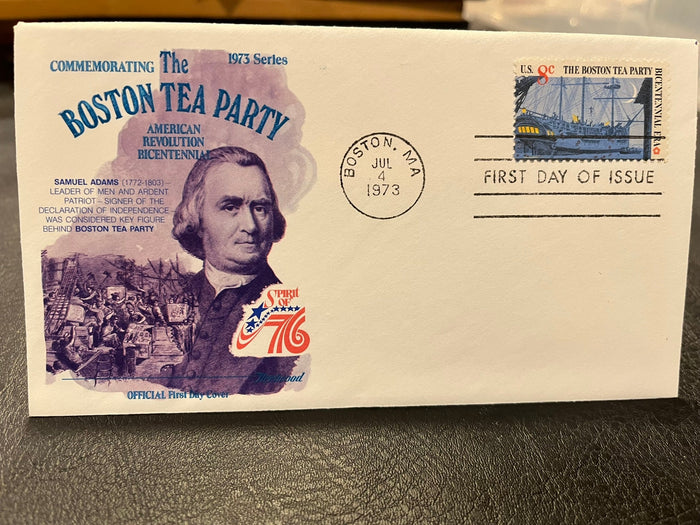 COMMEMORATING The
1973 Series
BOSTON TEA PARTY
AMERICAN
REVOLUTION
BICENTENNIAL
SAMUEL ADAMS (1772-1803) –
LEADER OF MEN AND ARDENT
PATRIOT – SIGNER OF THE
DECLARATION OF INDEPENDENCE –
WAS CONSIDERED KEY FIGURE
BEHIND BOSTON TEA PARTY
SPIRIT
OF
76
Fleetwood
OFFICIAL First Day Cover
BOSTON, MA
JUL
4
1973
U.S. 8c THE BOSTON TEA PARTY
BICENTENNIAL ERA
FIRST DAY OF ISSUE